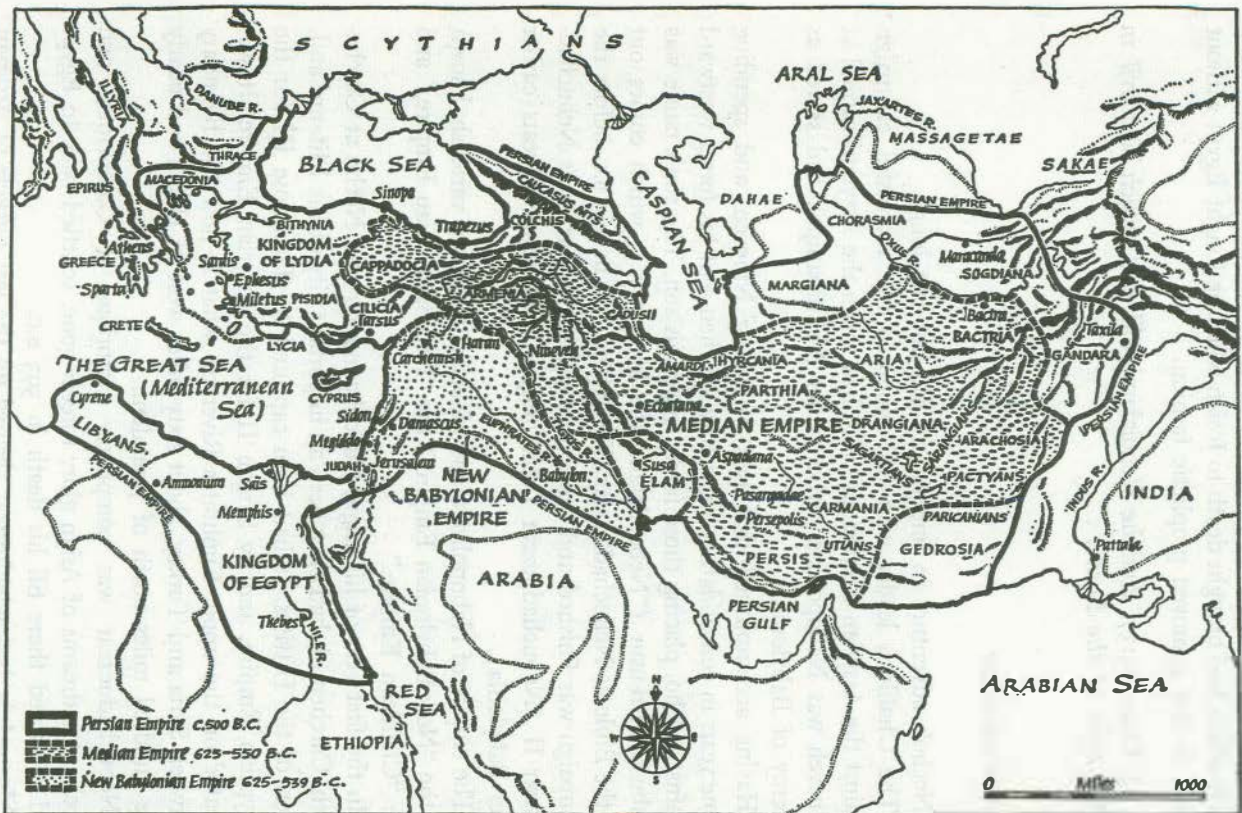 SCYTHIANS
ARAL SEA
JAXARTES R.
MASSAGETAE
SAKAE
ILLYRIA
DANUBE R.
THRACE
BLACK SEA
PERSIAN EMPIRE
CAUCASUS MTS.
CASPIAN SEA
DAHAE
CHORASMIA
PERSIAN EMPIRE
OXUS R.
EPIRUS
MACEDONIA
Sinope
BITHYNIA
Trapezus
COLCHIS
Maracanda
SOGDIANA
KINGDOM
OF LYDIA
CAPPADOCIA
MARGIANA
Athens
GREECE
Sparta
Sardis
Ephesus
Miletus
PISIDIA
CILICIA
Tarsus
ARMENIA
CADUSII
Bactra
BACTRIA
Taxila
GANDARA
CRETE
LYCIA
Carchemish
Haran
Nineveh
AMARDI
HYRCANIA
ARIA
PARTHIA
THE GREAT SEA
(Mediterranean
Sea)
CYPRUS
Cyrene
LIBYANS
Sidon
Damascus
Megiddo
EUPHRATES R.
TIGRIS R.
Ecbatana
MEDIAN EMPIRE
DRANGIANA
SAGARTIANS
SARANGIANS
ARACHOSIA
PERSIAN EMPIRE
JUDAH
Jerusalem
NEW
BABYLONIAN
EMPIRE
Babylon
Susa
ELAM
Aspadana
PACTYANS
INDUS R.
INDIA
PERSIAN EMPIRE
Ammonium
Saïs
Memphis
PERSIAN EMPIRE
Pasargadae
Persepolis
CARMANIA
UTIANS
PARICANIANS
GEDROSIA
Pattala
KINGDOM
OF EGYPT
ARABIA
PERSIS
Thebes
NILE R.
PERSIAN
GULF
RED
SEA
ARABIAN SEA
ETHIOPIA
N
W
E
S
Persian Empire c.500 B.C.
Median Empire 625-550 B.C.
New Babylonian Empire 625-539 B.C.
0 Miles 1000